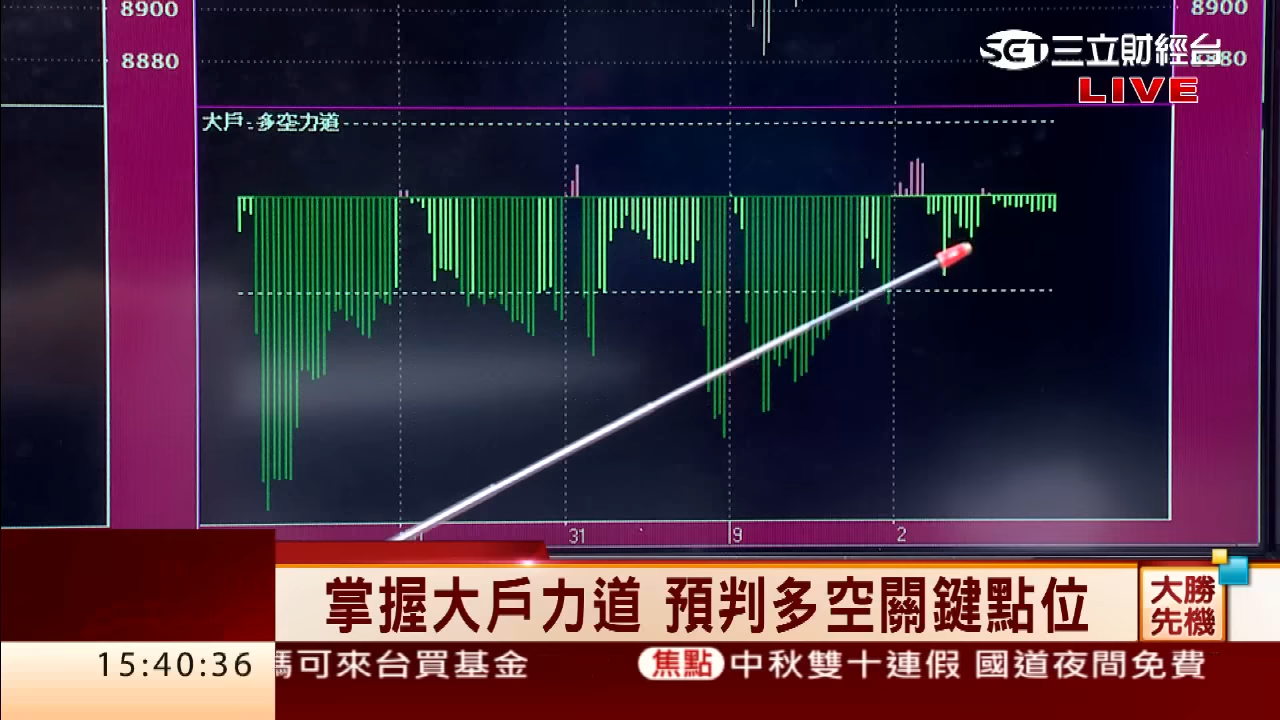 8900
8900
SET三立財經台
8880
LIVE
大戶 多空力道
31
9
2
掌握大戶力道 預判多空關鍵點位
大勝
先機
15:40:36
可來台買基金
焦點 中秋雙十連假 國道夜間免費